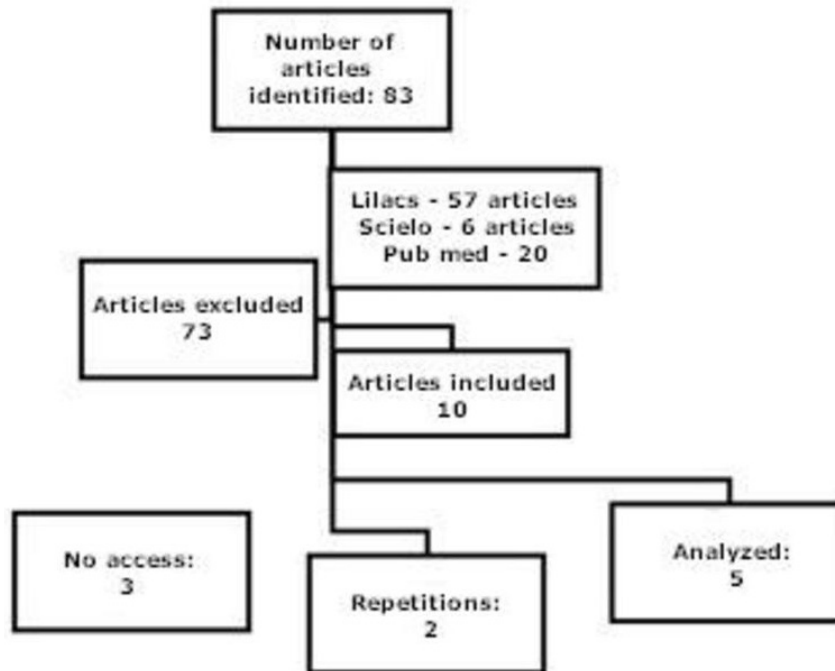 Number of
articles
identified: 83
Lilacs - 57 articles
Scielo - 6 articles
Pub med - 20
Articles excluded
73
Articles included
10
No access:
3
Repetitions:
2
Analyzed:
5